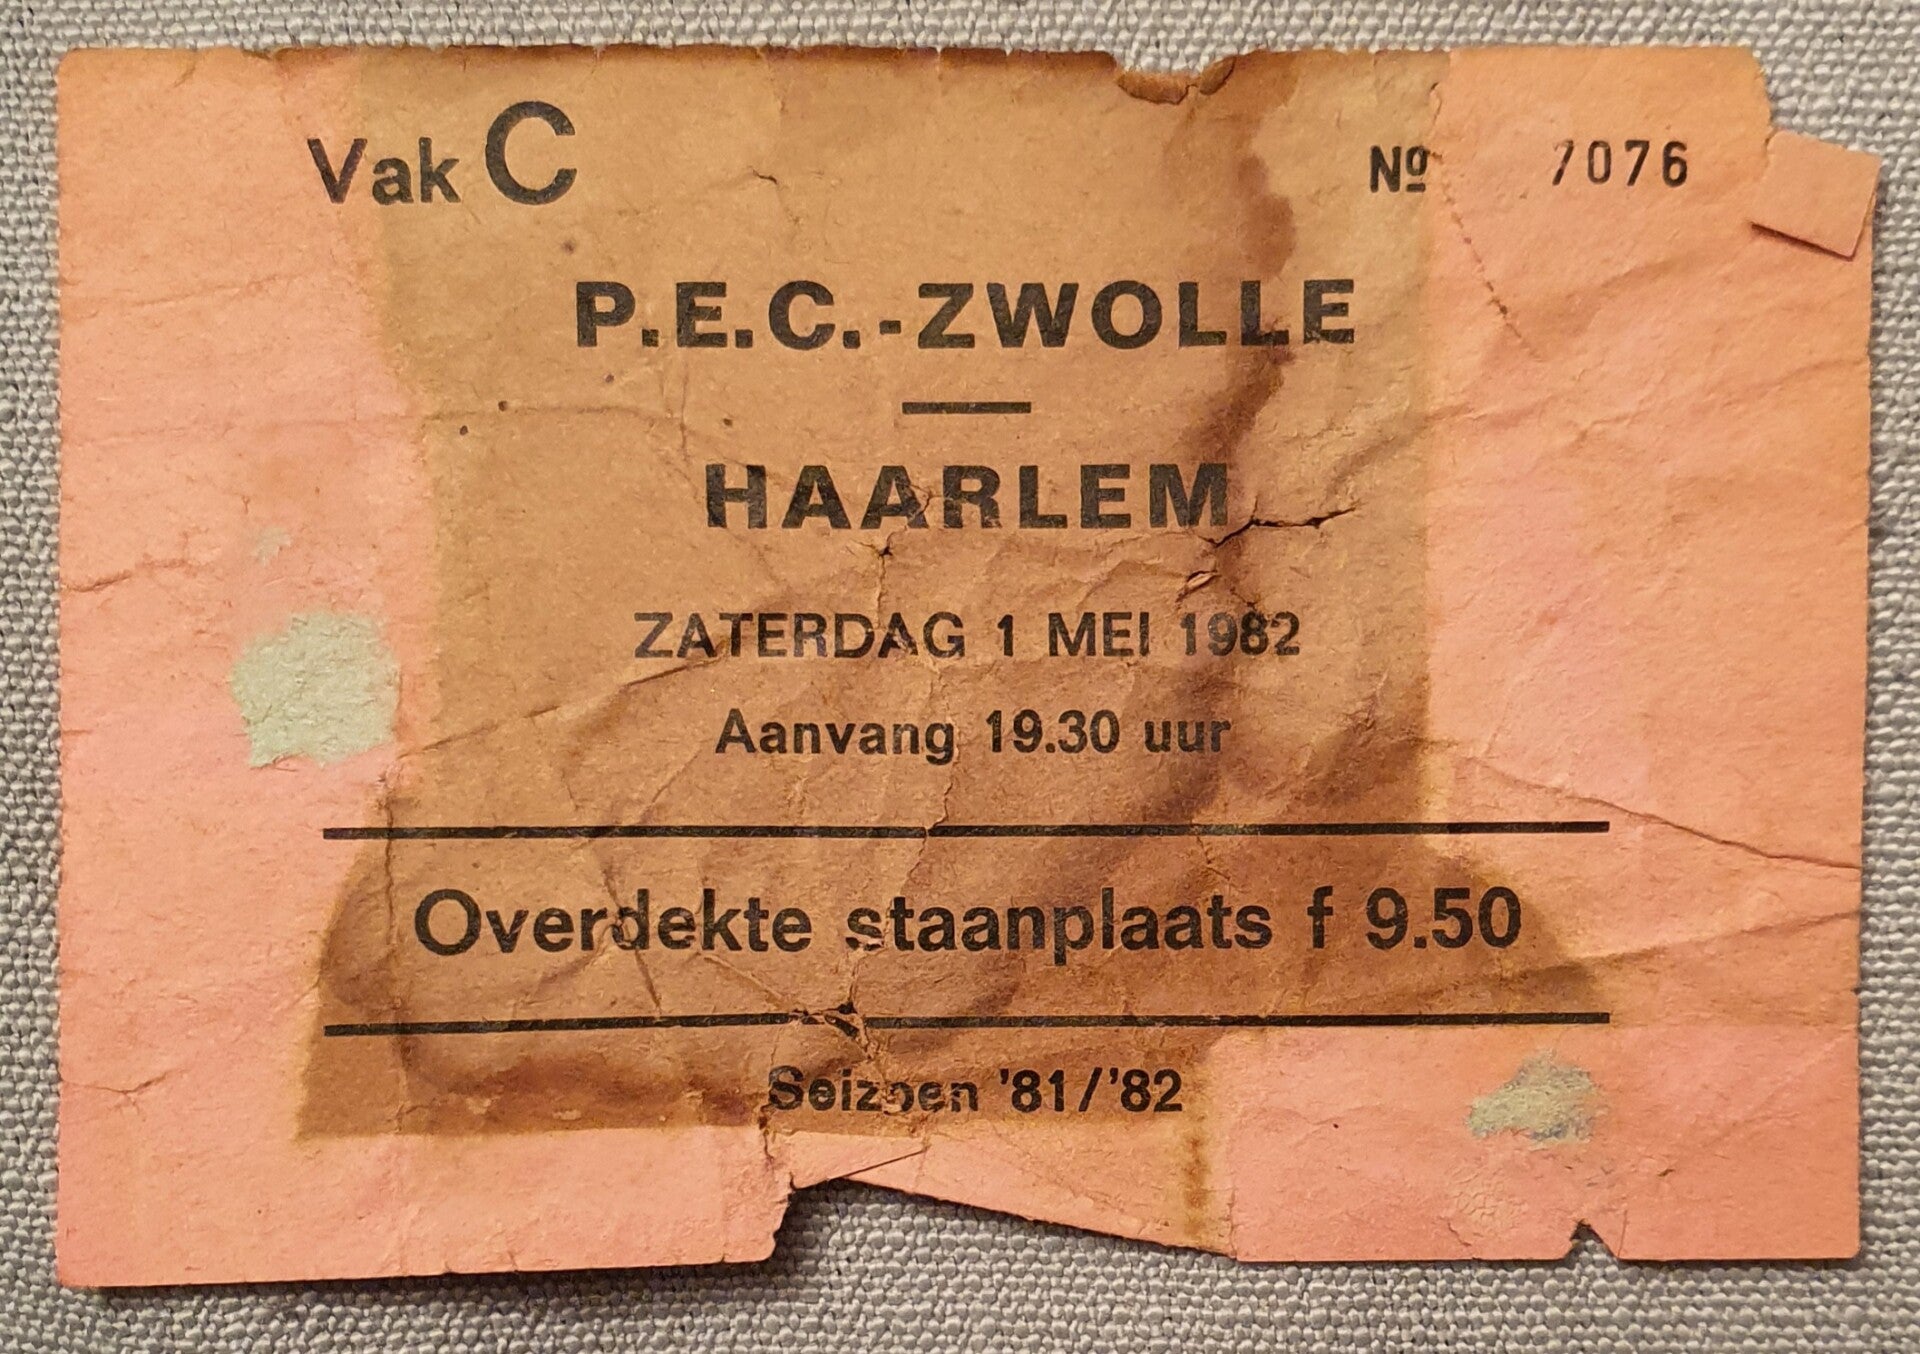 Vak C
Nº 7076
P.E.C.-ZWOLLE
—
HAARLEM
ZATERDAG 1 MEI 1982
Aanvang 19.30 uur
Overdekte staanplaats f 9.50
Seizoen '81/'82